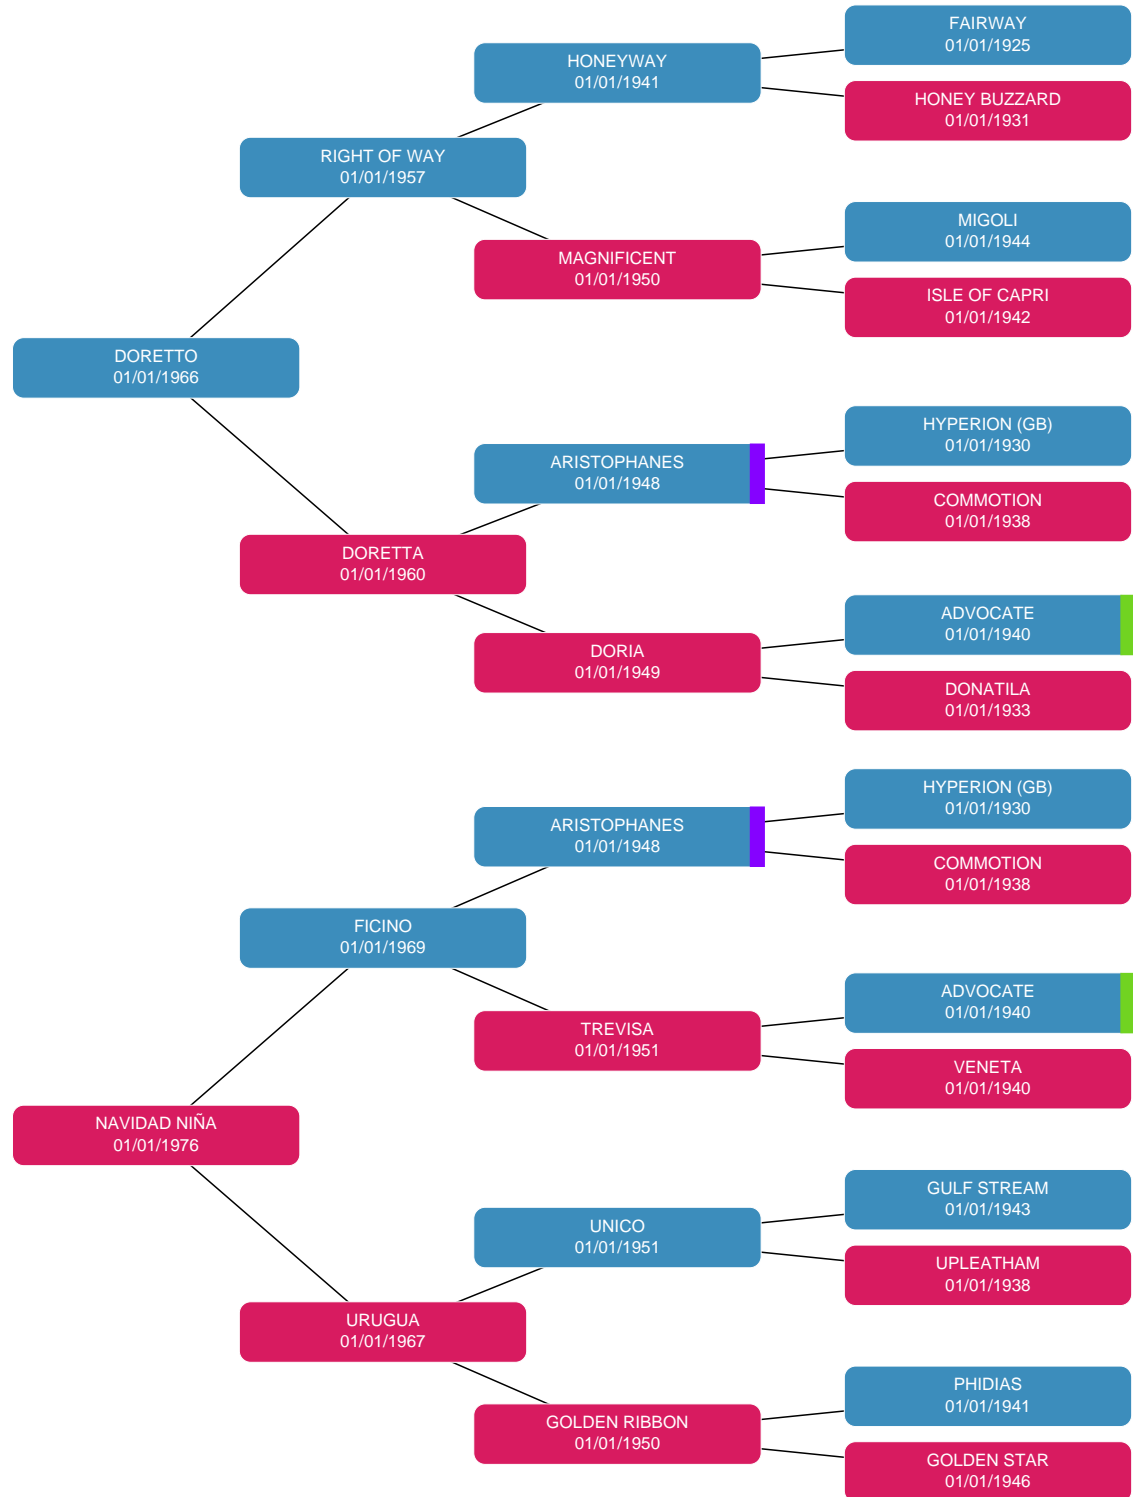 FAIRWAY
01/01/1925
HONEYWAY
01/01/1941
HONEY BUZZARD
01/01/1931
RIGHT OF WAY
01/01/1957
MIGOLI
01/01/1944
MAGNIFICENT
01/01/1950
ISLE OF CAPRI
01/01/1942
DORETTO
01/01/1966
HYPERION (GB)
01/01/1930
ARISTOPHANES
01/01/1948
COMMOTION
01/01/1938
DORETTA
01/01/1960
ADVOCATE
01/01/1940
DORIA
01/01/1949
DONATILA
01/01/1933
HYPERION (GB)
01/01/1930
ARISTOPHANES
01/01/1948
COMMOTION
01/01/1938
FICINO
01/01/1969
ADVOCATE
01/01/1940
TREVISA
01/01/1951
VENETA
01/01/1940
NAVIDAD NIÑA
01/01/1976
GULF STREAM
01/01/1943
UNICO
01/01/1951
UPLEATHAM
01/01/1938
URUGUA
01/01/1967
PHIDIAS
01/01/1941
GOLDEN RIBBON
01/01/1950
GOLDEN STAR
01/01/1946